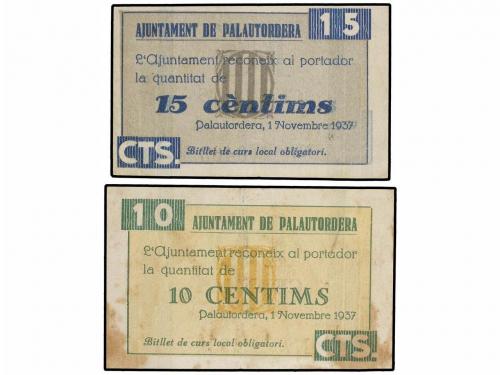 AJUNTAMENT DE PALAUTORDERA 15
L'Ajuntament reconeix al portador
la quantitat de
15 cèntims
Palautordera, 1 Novembre 1937
CTS. Bitllet de curs local obligatori.
10 AJUNTAMENT DE PALAUTORDERA
L'Ajuntament reconeix al portador
la quantitat de
10 CENTIMS
Palautordera, 1 Novembre 1937
Bitllet de curs local obligatori. CTS.